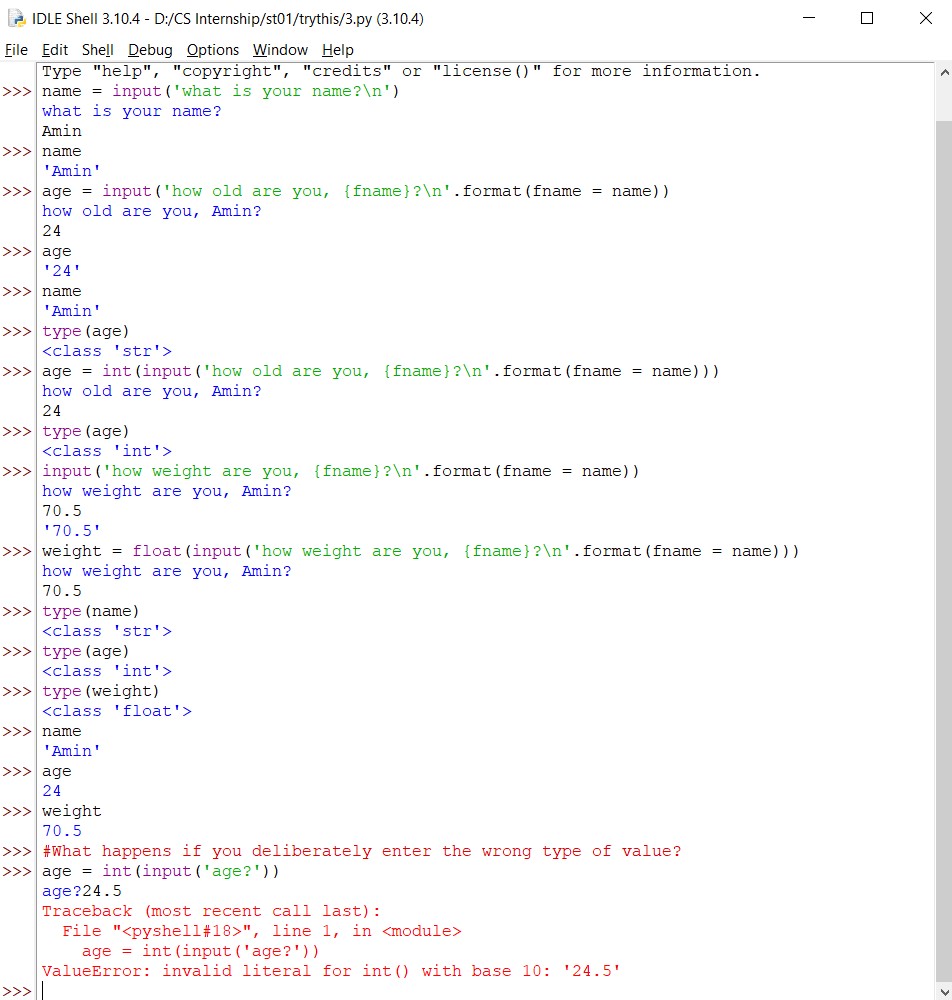 IDLE Shell 3.10.4 - D:/CS Internship/st01/trythis/3.py (3.10.4)
File Edit Shell Debug Options Window Help
Type "help", "copyright", "credits" or "license()" for more information.
>>> name = input('what is your name?\n')
what is your name?
Amin
>>> name
'Amin'
>>> age = input('how old are you, {fname}?\n'.format(fname = name))
how old are you, Amin?
24
>>> age
'24'
>>> name
'Amin'
>>> type(age)
<class 'str'>
>>> age = int(input('how old are you, {fname}?\n'.format(fname = name)))
how old are you, Amin?
24
>>> type(age)
<class 'int'>
>>> input('how weight are you, {fname}?\n'.format(fname = name))
how weight are you, Amin?
70.5
'70.5'
>>> weight = float(input('how weight are you, {fname}?\n'.format(fname = name)))
how weight are you, Amin?
70.5
>>> type(name)
<class 'str'>
>>> type(age)
<class 'int'>
>>> type(weight)
<class 'float'>
>>> name
'Amin'
>>> age
24
>>> weight
70.5
>>> #What happens if you deliberately enter the wrong type of value?
>>> age = int(input('age?'))
age?24.5
Traceback (most recent call last):
  File "<pyshell#18>", line 1, in <module>
    age = int(input('age?'))
ValueError: invalid literal for int() with base 10: '24.5'
>>>